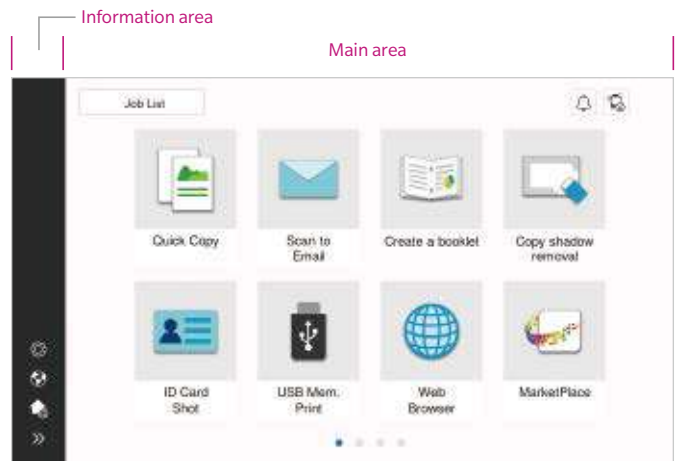 Information area
Main area
Job List
Quick Copy
Scan to
Email
Create a booklet
Copy shadow
removal
ID Card
Shot
USB Mem.
Print
Web
Browser
MarketPlace